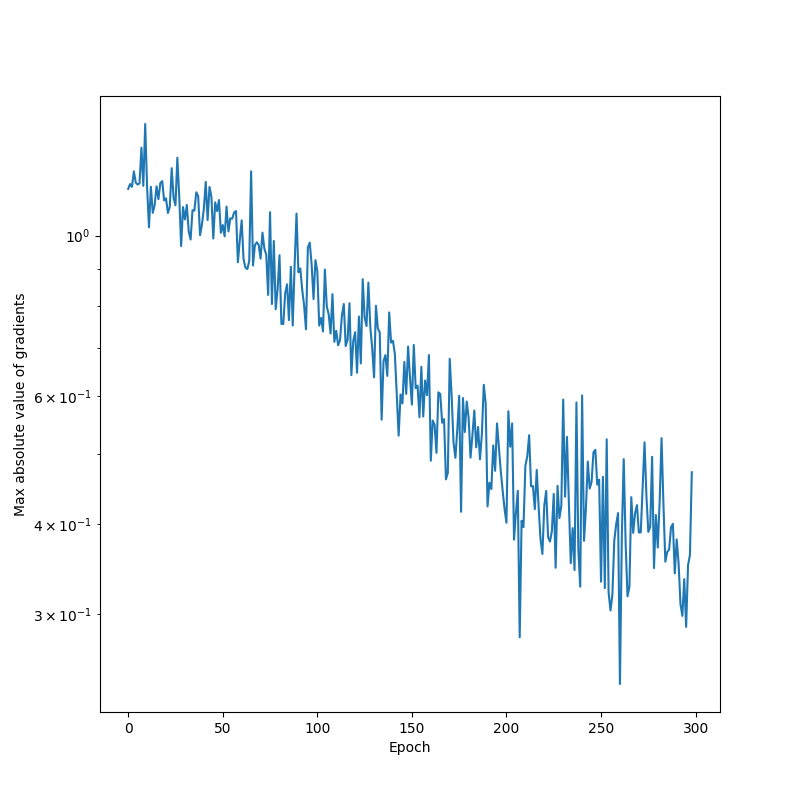 Max absolute value of gradients
10⁰
6 × 10⁻¹
4 × 10⁻¹
3 × 10⁻¹
0 50 100 150 200 250 300
Epoch